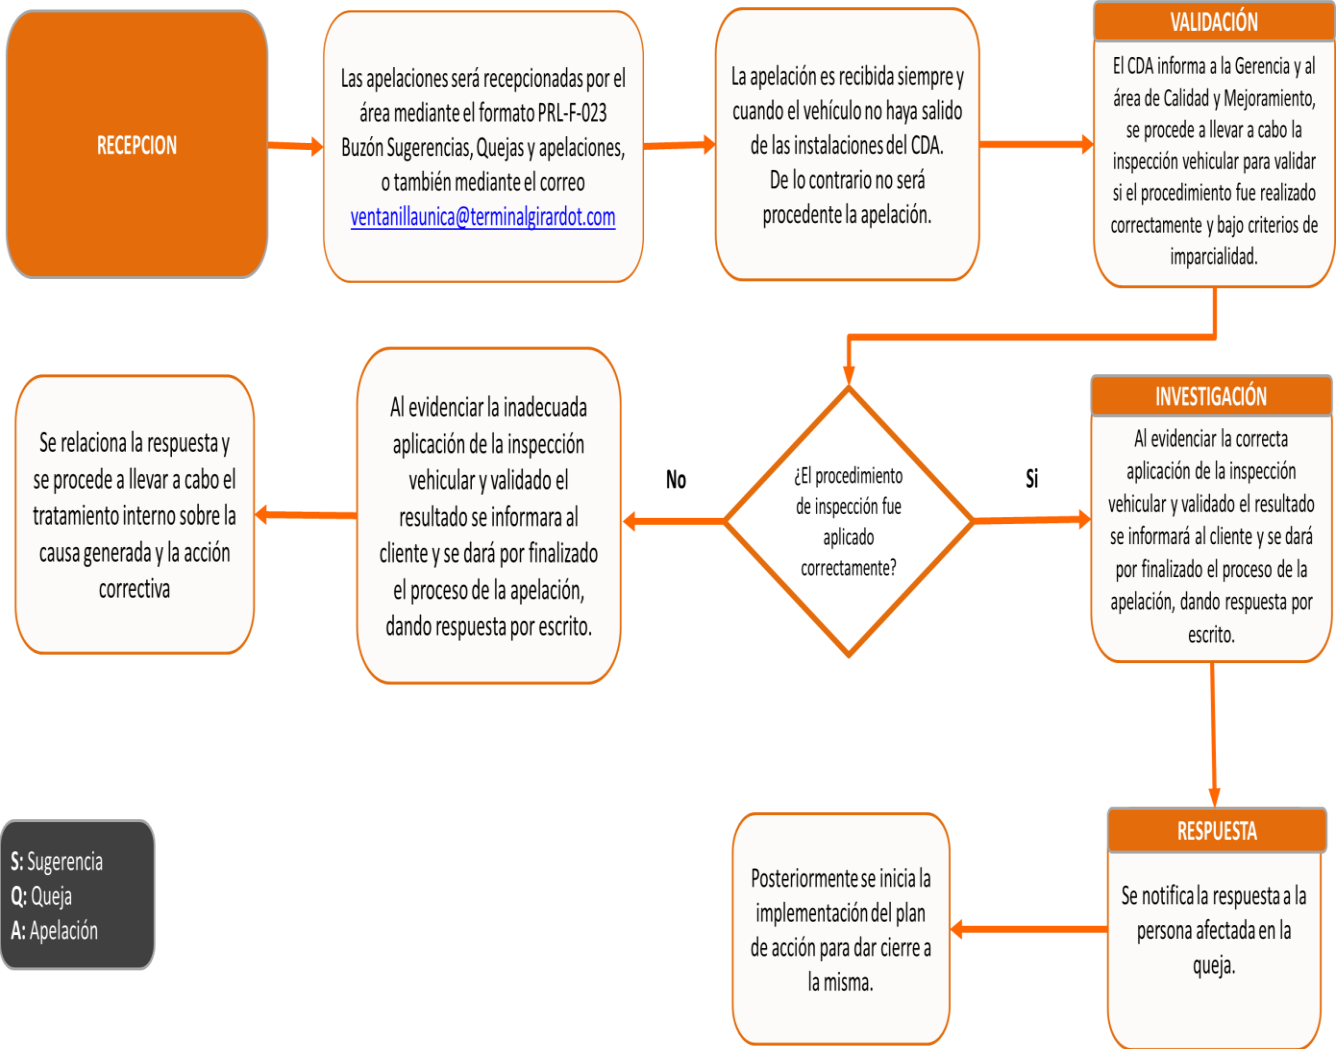 RECEPCION
Las apelaciones será recepcionadas por el
área mediante el formato PRL-F-023
Buzón Sugerencias, Quejas y apelaciones,
o también mediante el correo
ventanillaunica@terminalgirardot.com
La apelación es recibida siempre y
cuando el vehículo no haya salido
de las instalaciones del CDA.
De lo contrario no será
procedente la apelación.
VALIDACIÓN
El CDA informa a la Gerencia y al
área de Calidad y Mejoramiento,
se procede a llevar a cabo la
inspección vehicular para validar
si el procedimiento fue realizado
correctamente y bajo criterios de
imparcialidad.
¿El procedimiento
de inspección fue
aplicado
correctamente?
No
Si
Al evidenciar la inadecuada
aplicación de la inspección
vehicular y validado el
resultado se informara al
cliente y se dará por finalizado
el proceso de la apelación,
dando respuesta por escrito.
Se relaciona la respuesta y
se procede a llevar a cabo el
tratamiento interno sobre la
causa generada y la acción
correctiva
INVESTIGACIÓN
Al evidenciar la correcta
aplicación de la inspección
vehicular y validado el resultado
se informará al cliente y se dará
por finalizado el proceso de la
apelación, dando respuesta por
escrito.
RESPUESTA
Se notifica la respuesta a la
persona afectada en la
queja.
Posteriormente se inicia la
implementación del plan
de acción para dar cierre a
la misma.
S: Sugerencia
Q: Queja
A: Apelación